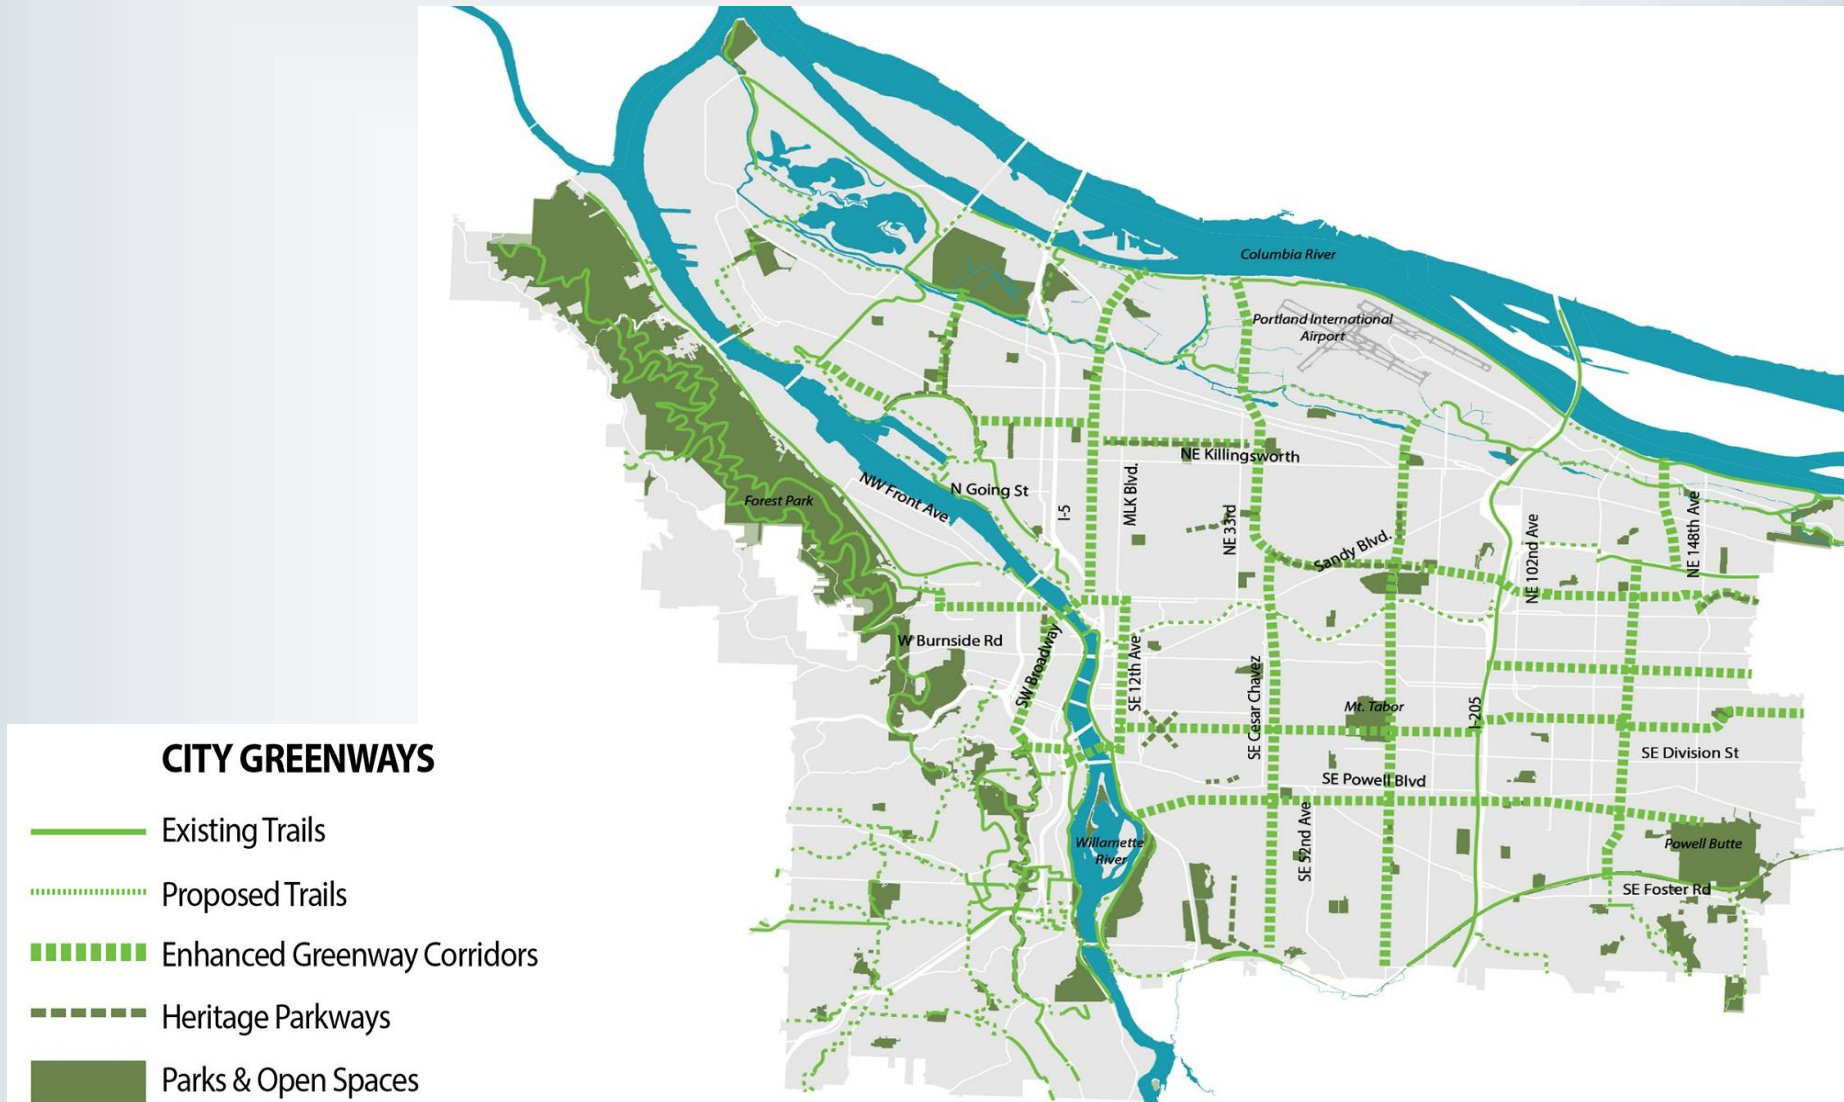 Columbia River
Portland International
Airport
NE Killingsworth
MLK Blvd.
N Going St
NW Front Ave
I-5
NE 33rd
Forest Park
Sandy Blvd.
NE 102nd Ave
NE 148th Ave
W Burnside Rd
SW Broadway
SE 12th Ave
SE Cesar Chavez
Mt. Tabor
I-205
SE Division St
SE Powell Blvd
SE 52nd Ave
Willamette
River
Powell Butte
SE Foster Rd
CITY GREENWAYS
Existing Trails
Proposed Trails
Enhanced Greenway Corridors
Heritage Parkways
Parks & Open Spaces